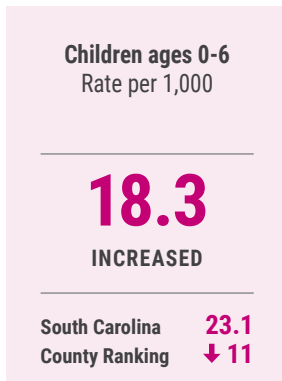 Children ages 0-6
Rate per 1,000
18.3
INCREASED
South Carolina 23.1
County Ranking ↓ 11